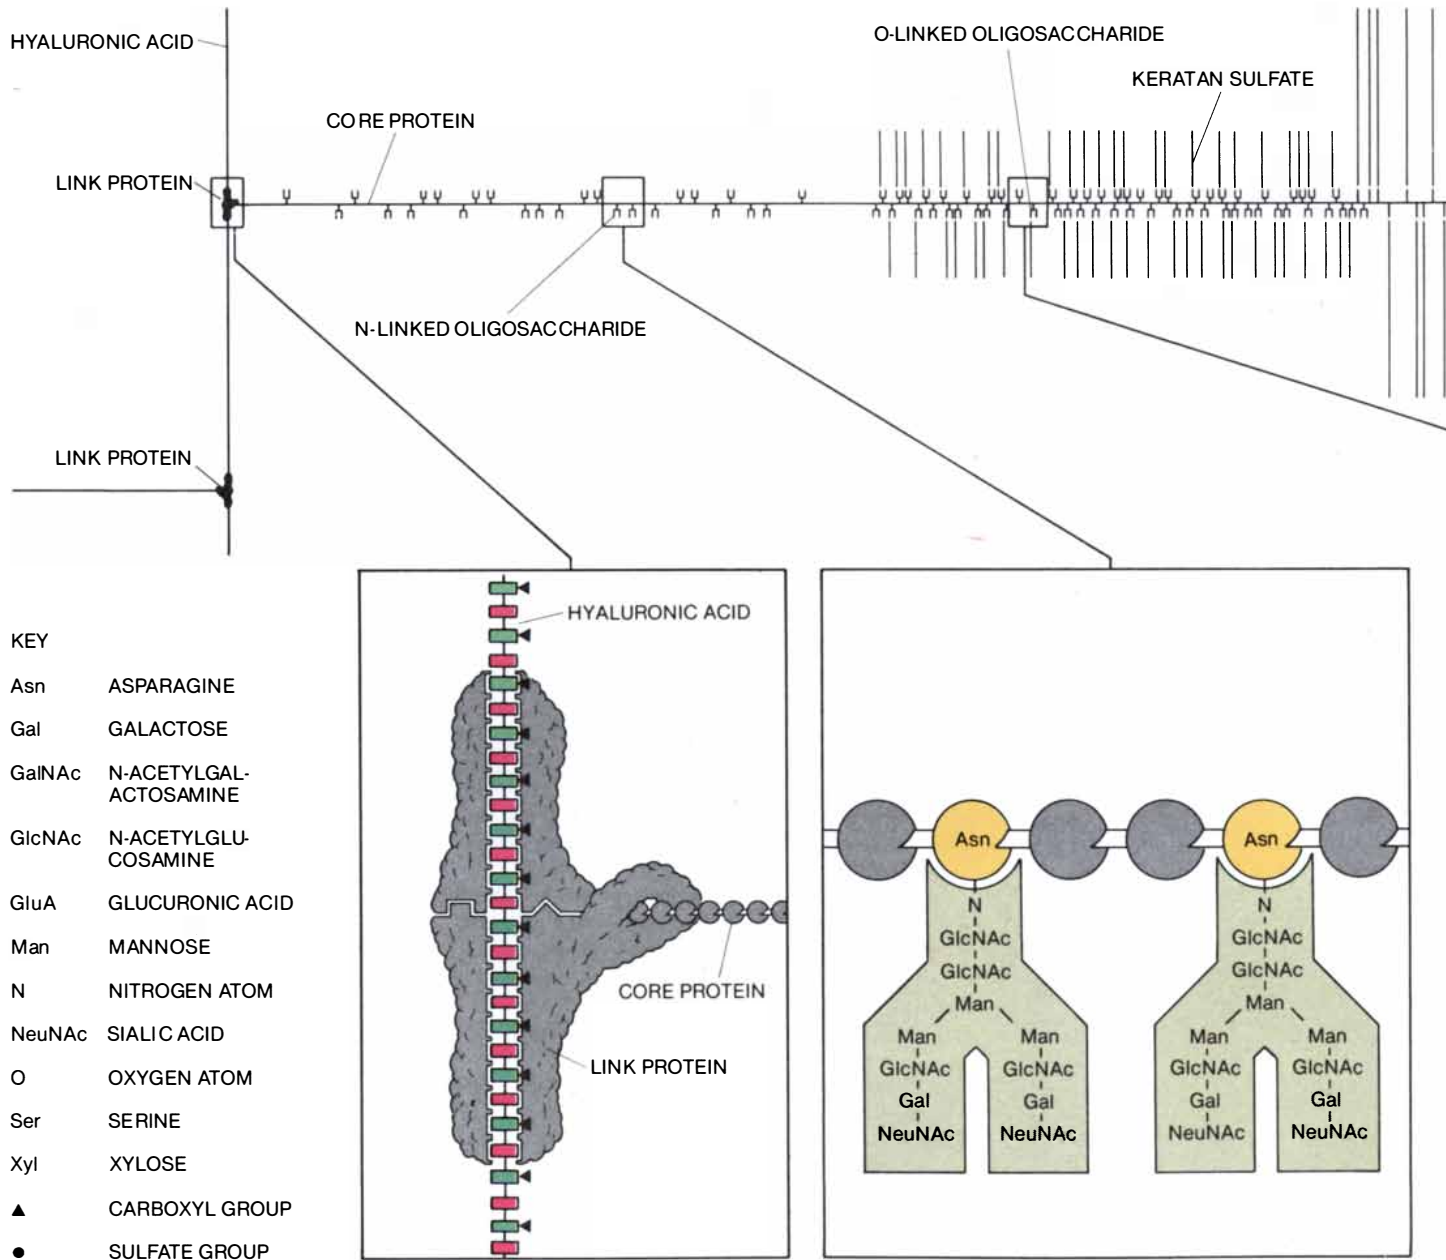 HYALURONIC ACID
O-LINKED OLIGOSACCHARIDE
KERATAN SULFATE
CORE PROTEIN
LINK PROTEIN
N-LINKED OLIGOSACCHARIDE
LINK PROTEIN
KEY
Asn ASPARAGINE
Gal GALACTOSE
GalNAc N-ACETYLGAL-
ACTOSAMINE
GlcNAc N-ACETYLGLU-
COSAMINE
GluA GLUCURONIC ACID
Man MANNOSE
N NITROGEN ATOM
NeuNAc SIALIC ACID
O OXYGEN ATOM
Ser SERINE
Xyl XYLOSE
▲ CARBOXYL GROUP
● SULFATE GROUP
HYALURONIC ACID
CORE PROTEIN
LINK PROTEIN
Asn Asn
N N
GlcNAc GlcNAc
GlcNAc GlcNAc
Man Man
Man Man Man Man
GlcNAc GlcNAc GlcNAc GlcNAc
Gal Gal Gal Gal
NeuNAc NeuNAc NeuNAc NeuNAc